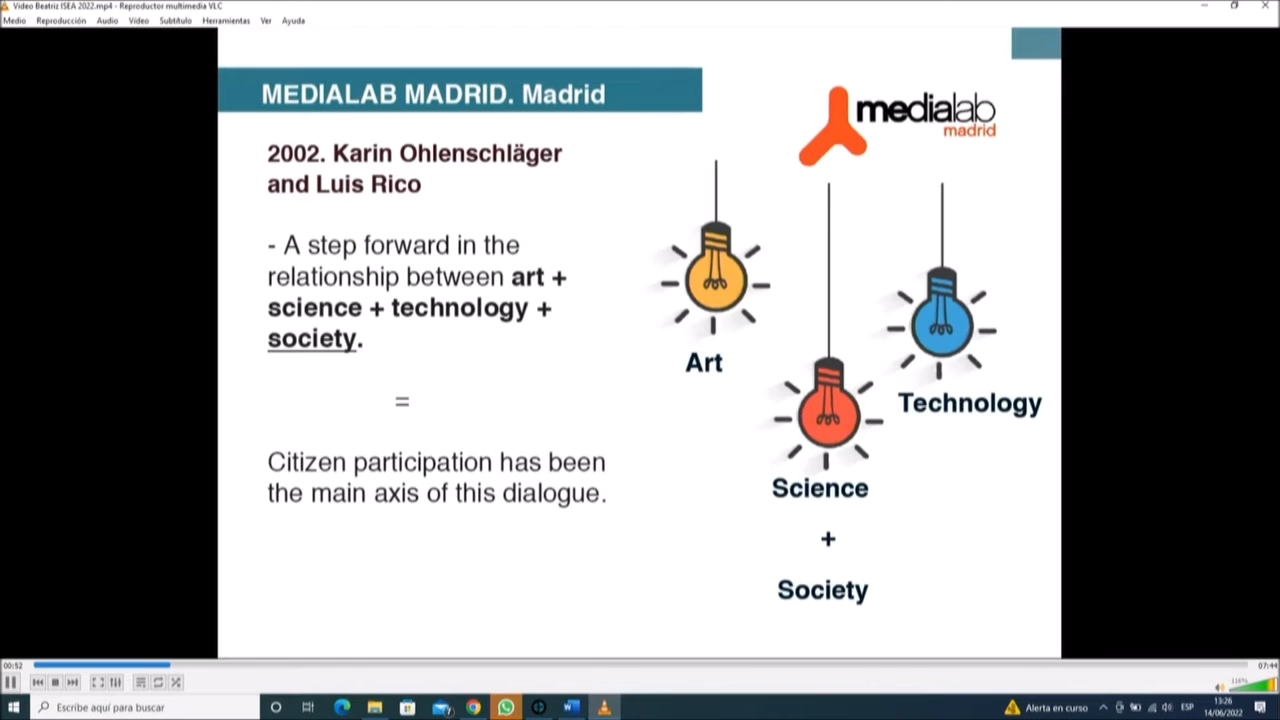 Video Beatriz ISEA 2022.mp4 - Reproductor multimedia VLC
Medio Reproducción Audio Vídeo Subtítulo Herramientas Ver Ayuda
MEDIALAB MADRID. Madrid
medialab
madrid
2002. Karin Ohlenschläger
and Luis Rico
- A step forward in the
relationship between art +
science + technology +
society.
=
Citizen participation has been
the main axis of this dialogue.
Art
Technology
Science
+
Society
00:52
07:44
116%
Escribe aquí para buscar
Alerta en curso
ESP
13:26
14/06/2022